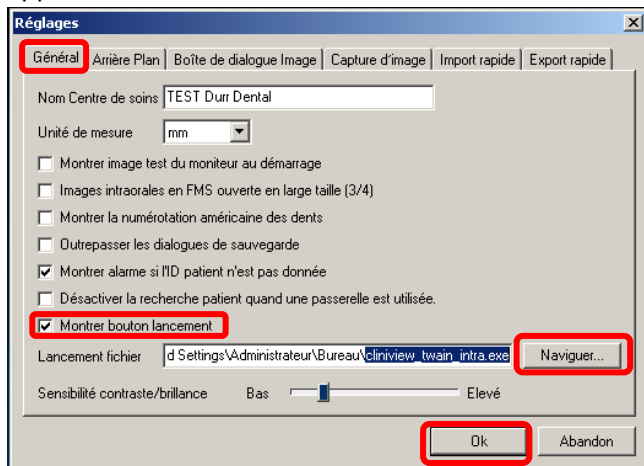 Réglages
Général Arrière Plan Boîte de dialogue Image Capture d'image Import rapide Export rapide
Nom Centre de soins TEST Durr Dental
Unité de mesure mm
Montrer image test du moniteur au démarrage
Images intraorales en FMS ouverte en large taille (3/4)
Montrer la numérotation américaine des dents
Outrepasser les dialogues de sauvegarde
Montrer alarme si l'ID patient n'est pas donnée
Désactiver la recherche patient quand une passerelle est utilisée.
Montrer bouton lancement
Lancement fichier d Settings\Administrateur\Bureau\cliniview_twain_intra.exe Naviguer...
Sensibilité contraste/brillance Bas Elevé
Ok Abandon